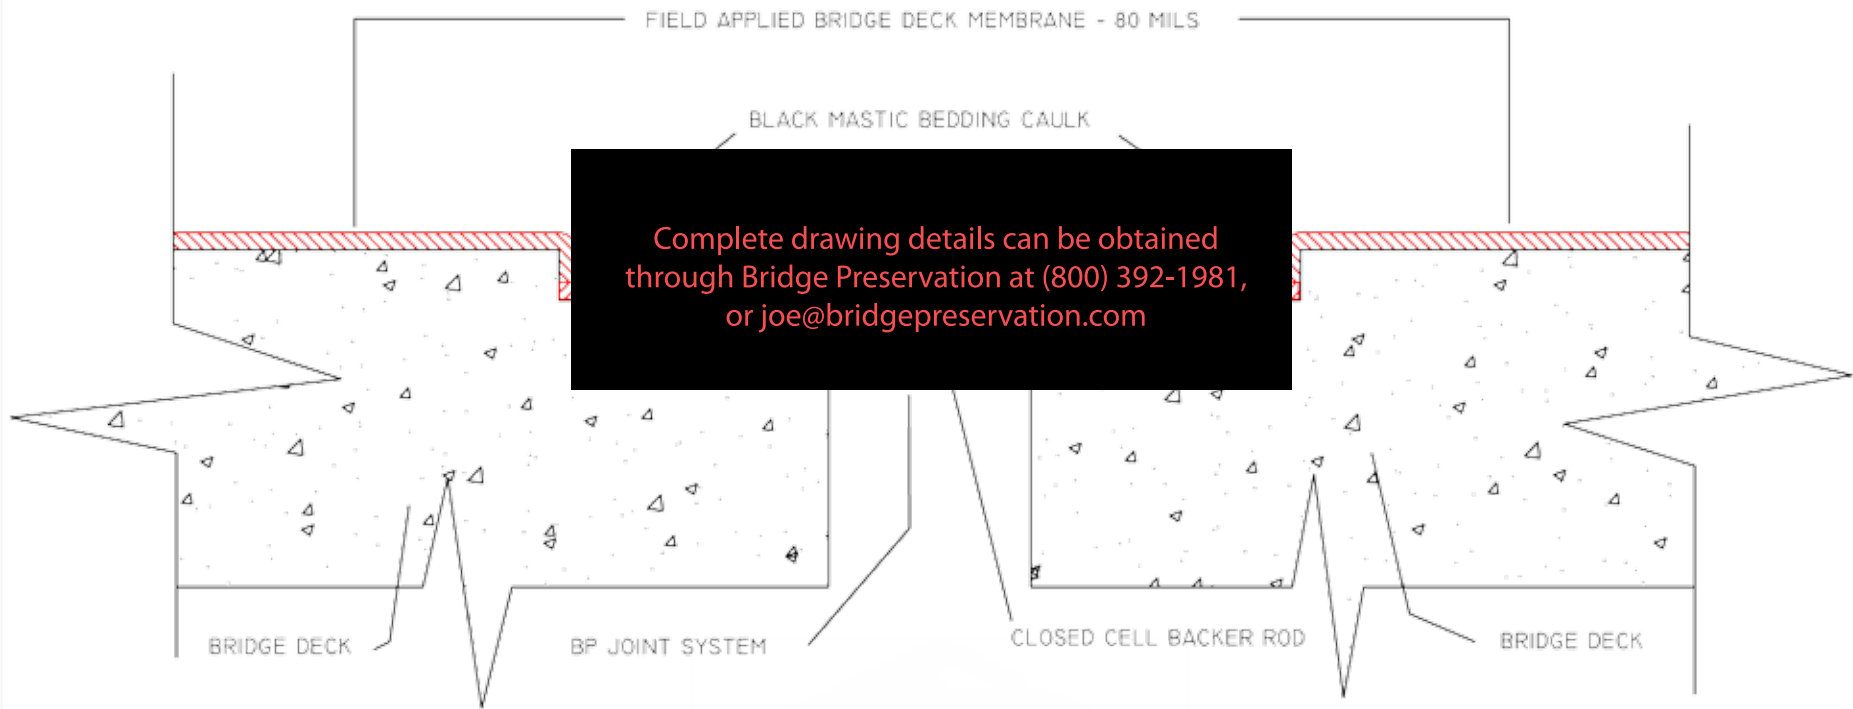 FIELD APPLIED BRIDGE DECK MEMBRANE - 80 MILS
BLACK MASTIC BEDDING CAULK
Complete drawing details can be obtained
through Bridge Preservation at (800) 392-1981,
or joe@bridgepreservation.com
BRIDGE DECK
BP JOINT SYSTEM
CLOSED CELL BACKER ROD
BRIDGE DECK